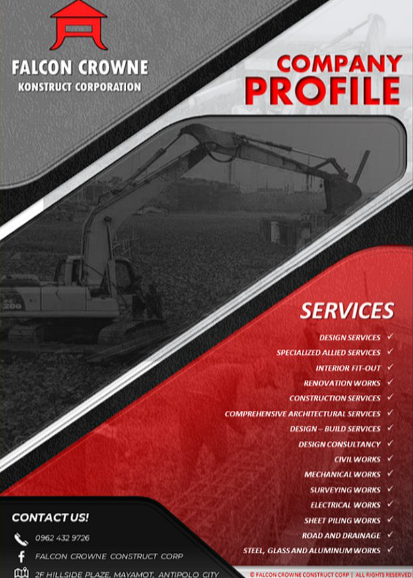 FALCON CROWNE
KONSTRUCT CORPORATION
COMPANY
PROFILE
SERVICES
DESIGN SERVICES ✓
SPECIALIZED ALLIED SERVICES ✓
INTERIOR FIT-OUT ✓
RENOVATION WORKS ✓
CONSTRUCTION SERVICES ✓
COMPREHENSIVE ARCHITECTURAL SERVICES ✓
DESIGN – BUILD SERVICES ✓
DESIGN CONSULTANCY ✓
CIVIL WORKS ✓
MECHANICAL WORKS ✓
SURVEYING WORKS ✓
ELECTRICAL WORKS ✓
SHEET PILING WORKS ✓
ROAD AND DRAINAGE ✓
STEEL, GLASS AND ALUMINUM WORKS ✓
CONTACT US!
0962 432 9726
FALCON CROWNE CONSTRUCT CORP
2F HILLSIDE PLAZE, MAYAMOT, ANTIPOLO CITY
© FALCON CROWNE CONSTRUCT CORP | ALL RIGHTS RESERVED